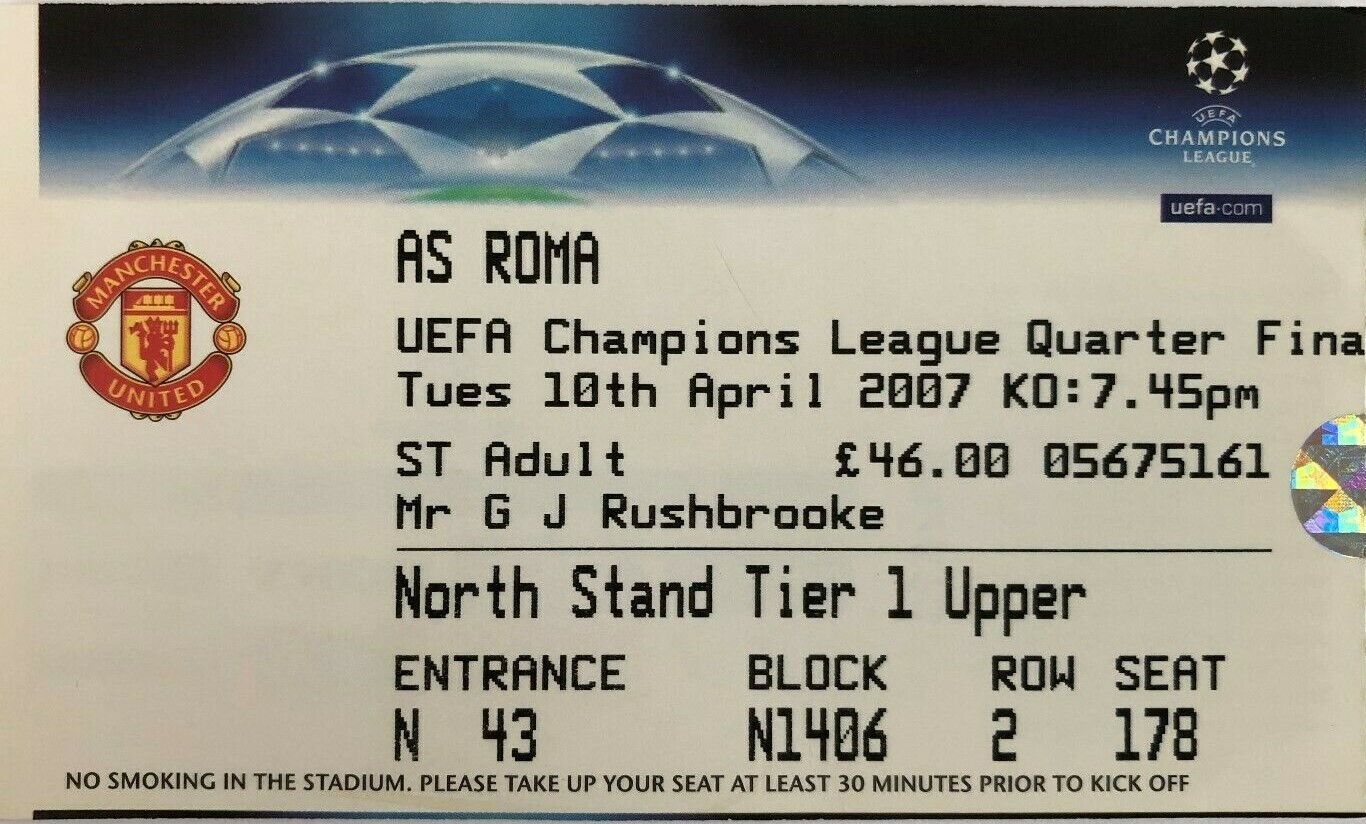 UEFA
CHAMPIONS
LEAGUE
uefa.com
MANCHESTER
UNITED
AS ROMA
UEFA Champions League Quarter Fina
Tues 10th April 2007 KO:7.45pm
ST Adult £46.00 05675161
Mr G J Rushbrooke
North Stand Tier 1 Upper
ENTRANCE BLOCK ROW SEAT
N 43 N1406 2 178
NO SMOKING IN THE STADIUM. PLEASE TAKE UP YOUR SEAT AT LEAST 30 MINUTES PRIOR TO KICK OFF